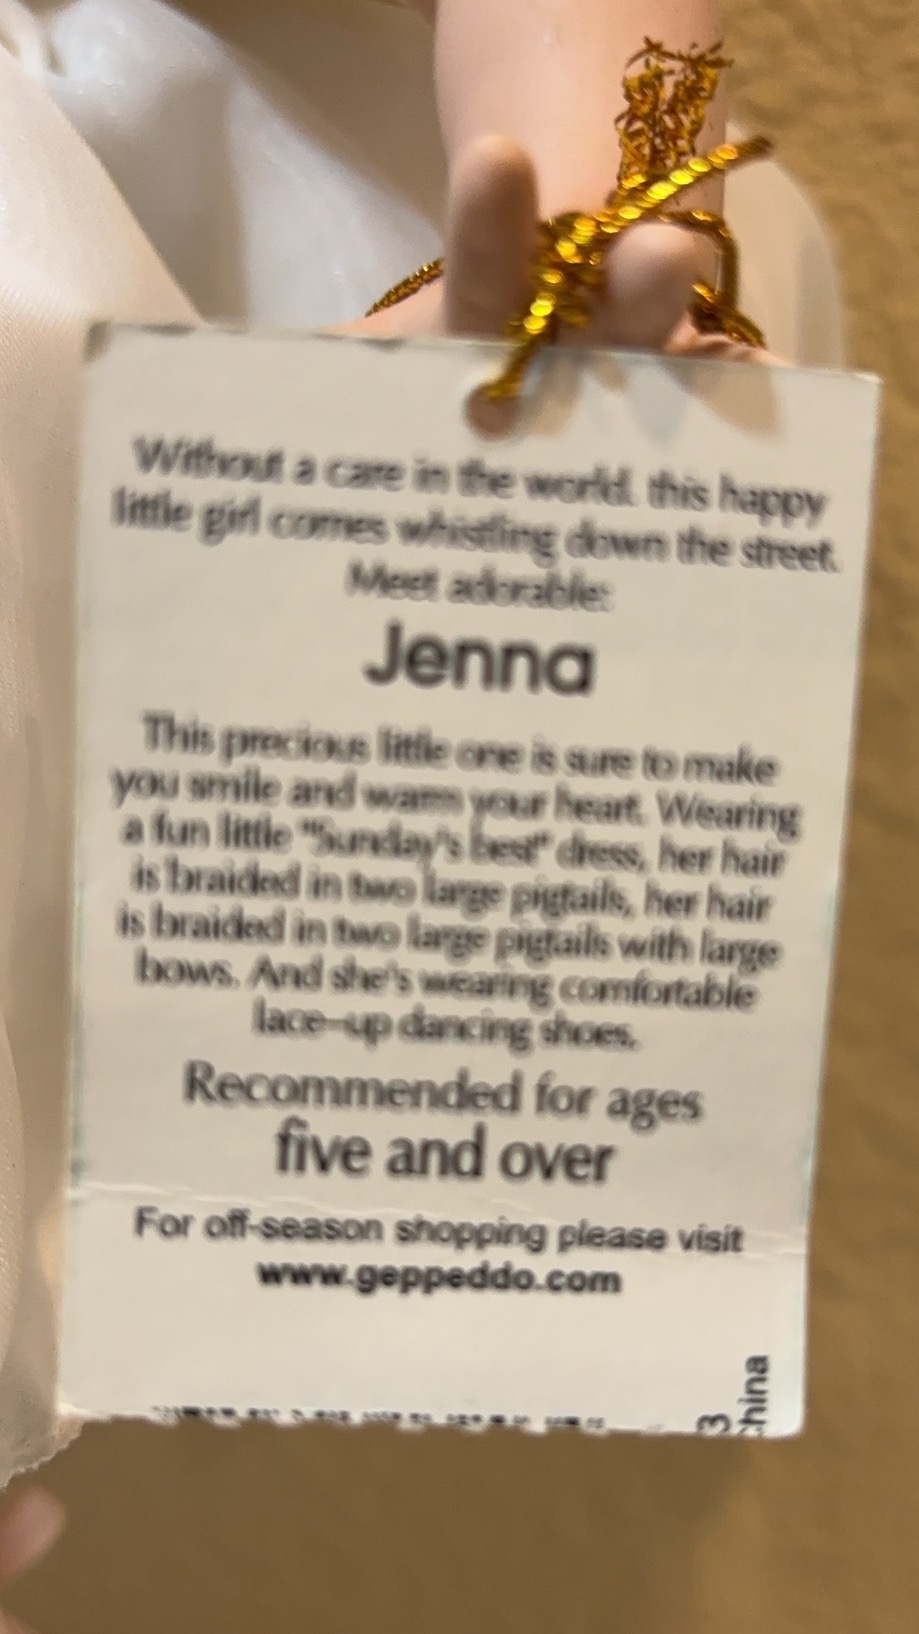 Without a care in the world. this happy
little girl comes whistling down the street.
Meet adorable:
Jenna
This precious little one is sure to make
you smile and warm your heart. Wearing
a fun little "Sunday's best" dress, her hair
is braided in two large pigtails, her hair
is braided in two large pigtails with large
bows. And she's wearing comfortable
lace-up dancing shoes.
Recommended for ages
five and over
For off-season shopping please visit
www.geppeddo.com
3
hina